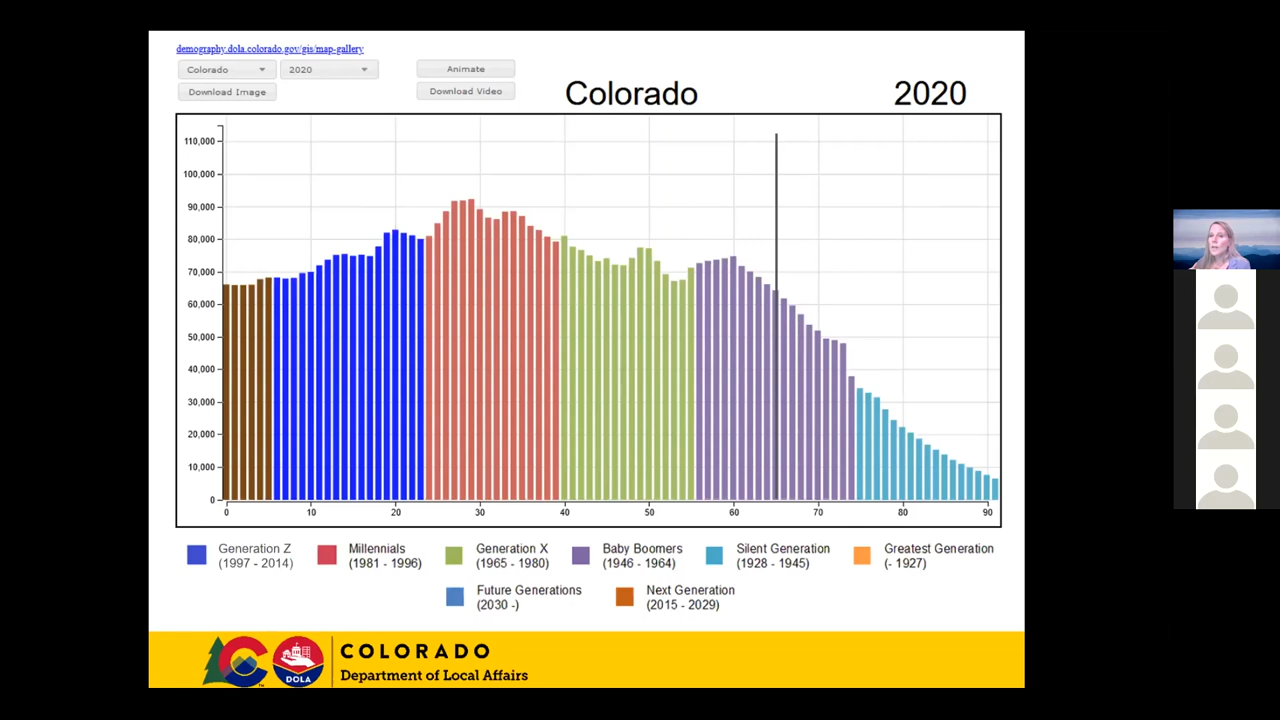 demography.dola.colorado.gov/gis/map-gallery
Colorado 2020 Animate
Download Image Download Video
Colorado 2020
110,000
100,000
90,000
80,000
70,000
60,000
50,000
40,000
30,000
20,000
10,000
0
0 10 20 30 40 50 60 70 80 90
Generation Z Millennials Generation X Baby Boomers Silent Generation Greatest Generation
(1997 - 2014) (1981 - 1996) (1965 - 1980) (1946 - 1964) (1928 - 1945) (- 1927)
Future Generations Next Generation
(2030 -) (2015 - 2029)
COLORADO
Department of Local Affairs
DOLA